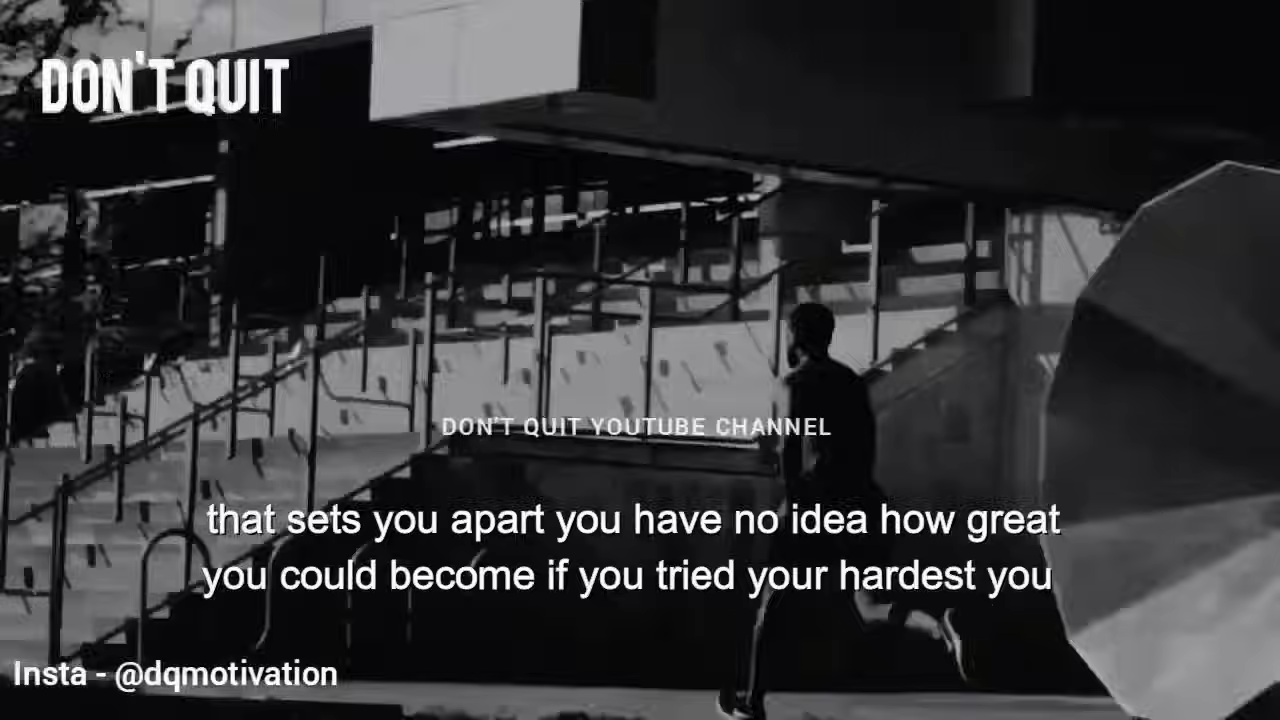 DON'T QUIT
DON'T QUIT YOUTUBE CHANNEL
that sets you apart you have no idea how great
you could become if you tried your hardest you
Insta - @dqmotivation